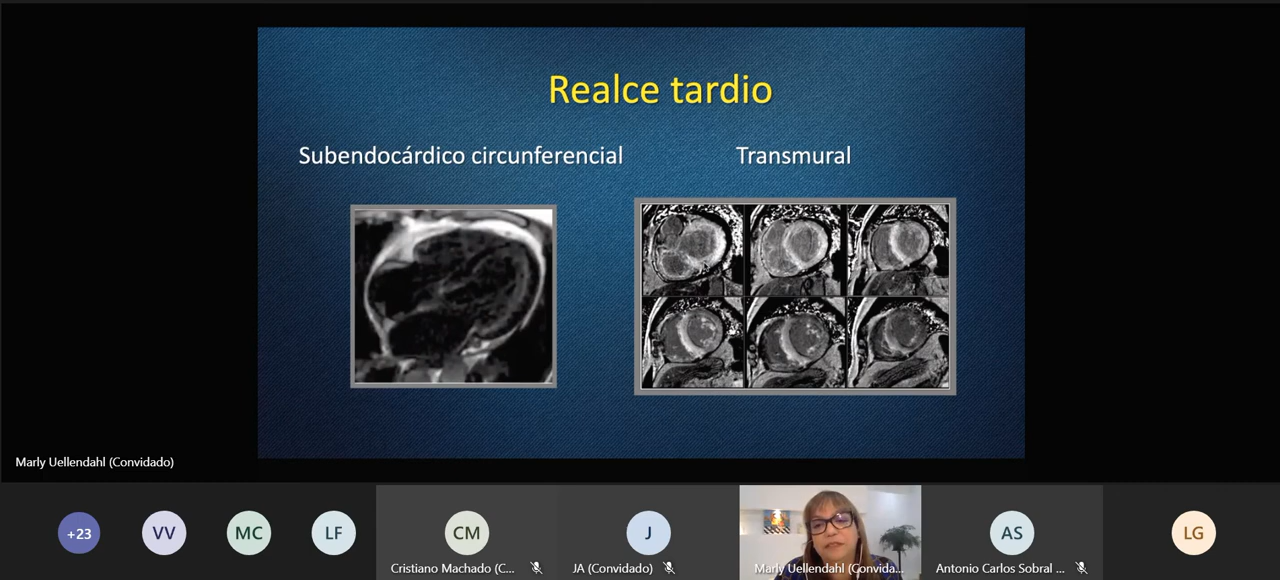 Realce tardio
Subendocárdico circunferencial
Transmural
Marly Uellendahl (Convidado)
+23
VV
MC
LF
CM
Cristiano Machado (C...
J
JA (Convidado)
Marly Uellendahl (Convida...
AS
Antonio Carlos Sobral ...
LG